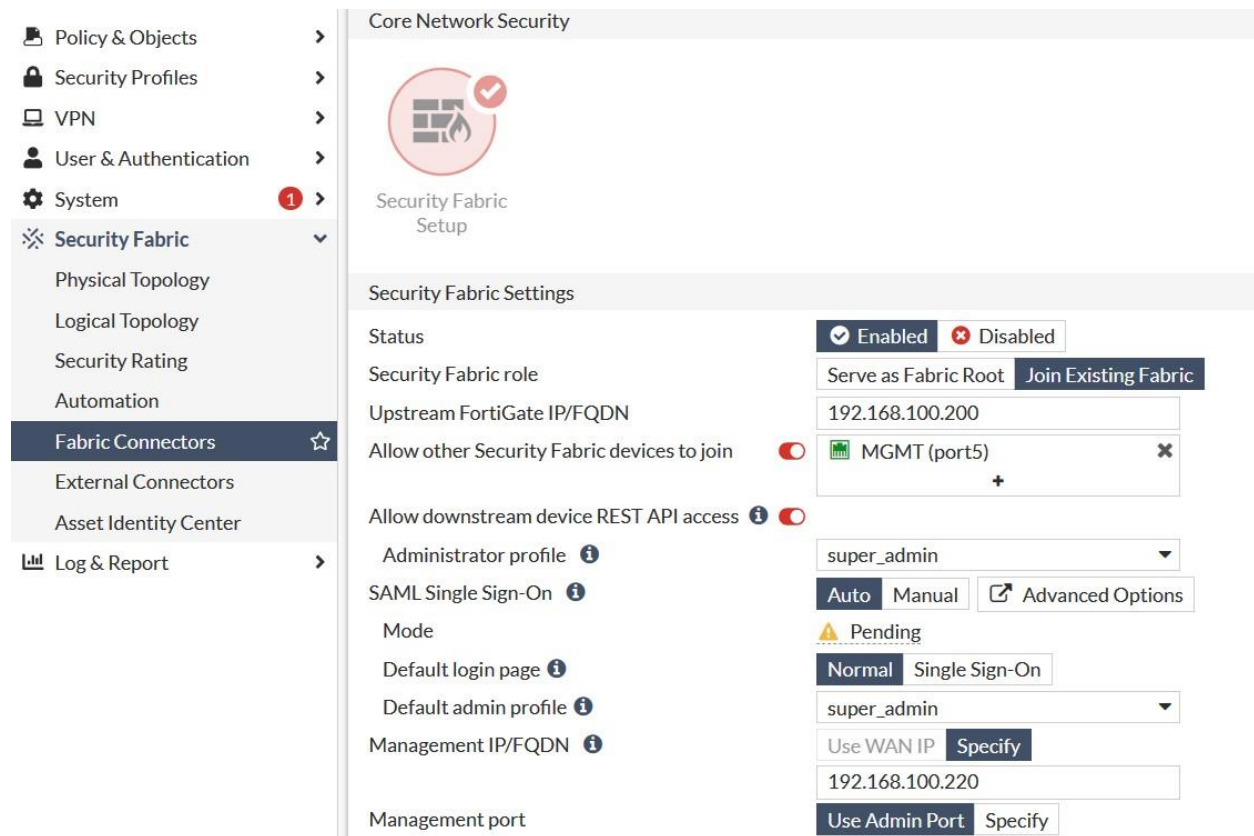 Policy & Objects
Security Profiles
VPN
User & Authentication
System 1
Security Fabric
Physical Topology
Logical Topology
Security Rating
Automation
Fabric Connectors
External Connectors
Asset Identity Center
Log & Report
Core Network Security
Security Fabric
Setup
Security Fabric Settings
Status Enabled Disabled
Security Fabric role Serve as Fabric Root Join Existing Fabric
Upstream FortiGate IP/FQDN 192.168.100.200
Allow other Security Fabric devices to join MGMT (port5)
+
Allow downstream device REST API access
Administrator profile super_admin
SAML Single Sign-On Auto Manual Advanced Options
Mode Pending
Default login page Normal Single Sign-On
Default admin profile super_admin
Management IP/FQDN Use WAN IP Specify
192.168.100.220
Management port Use Admin Port Specify